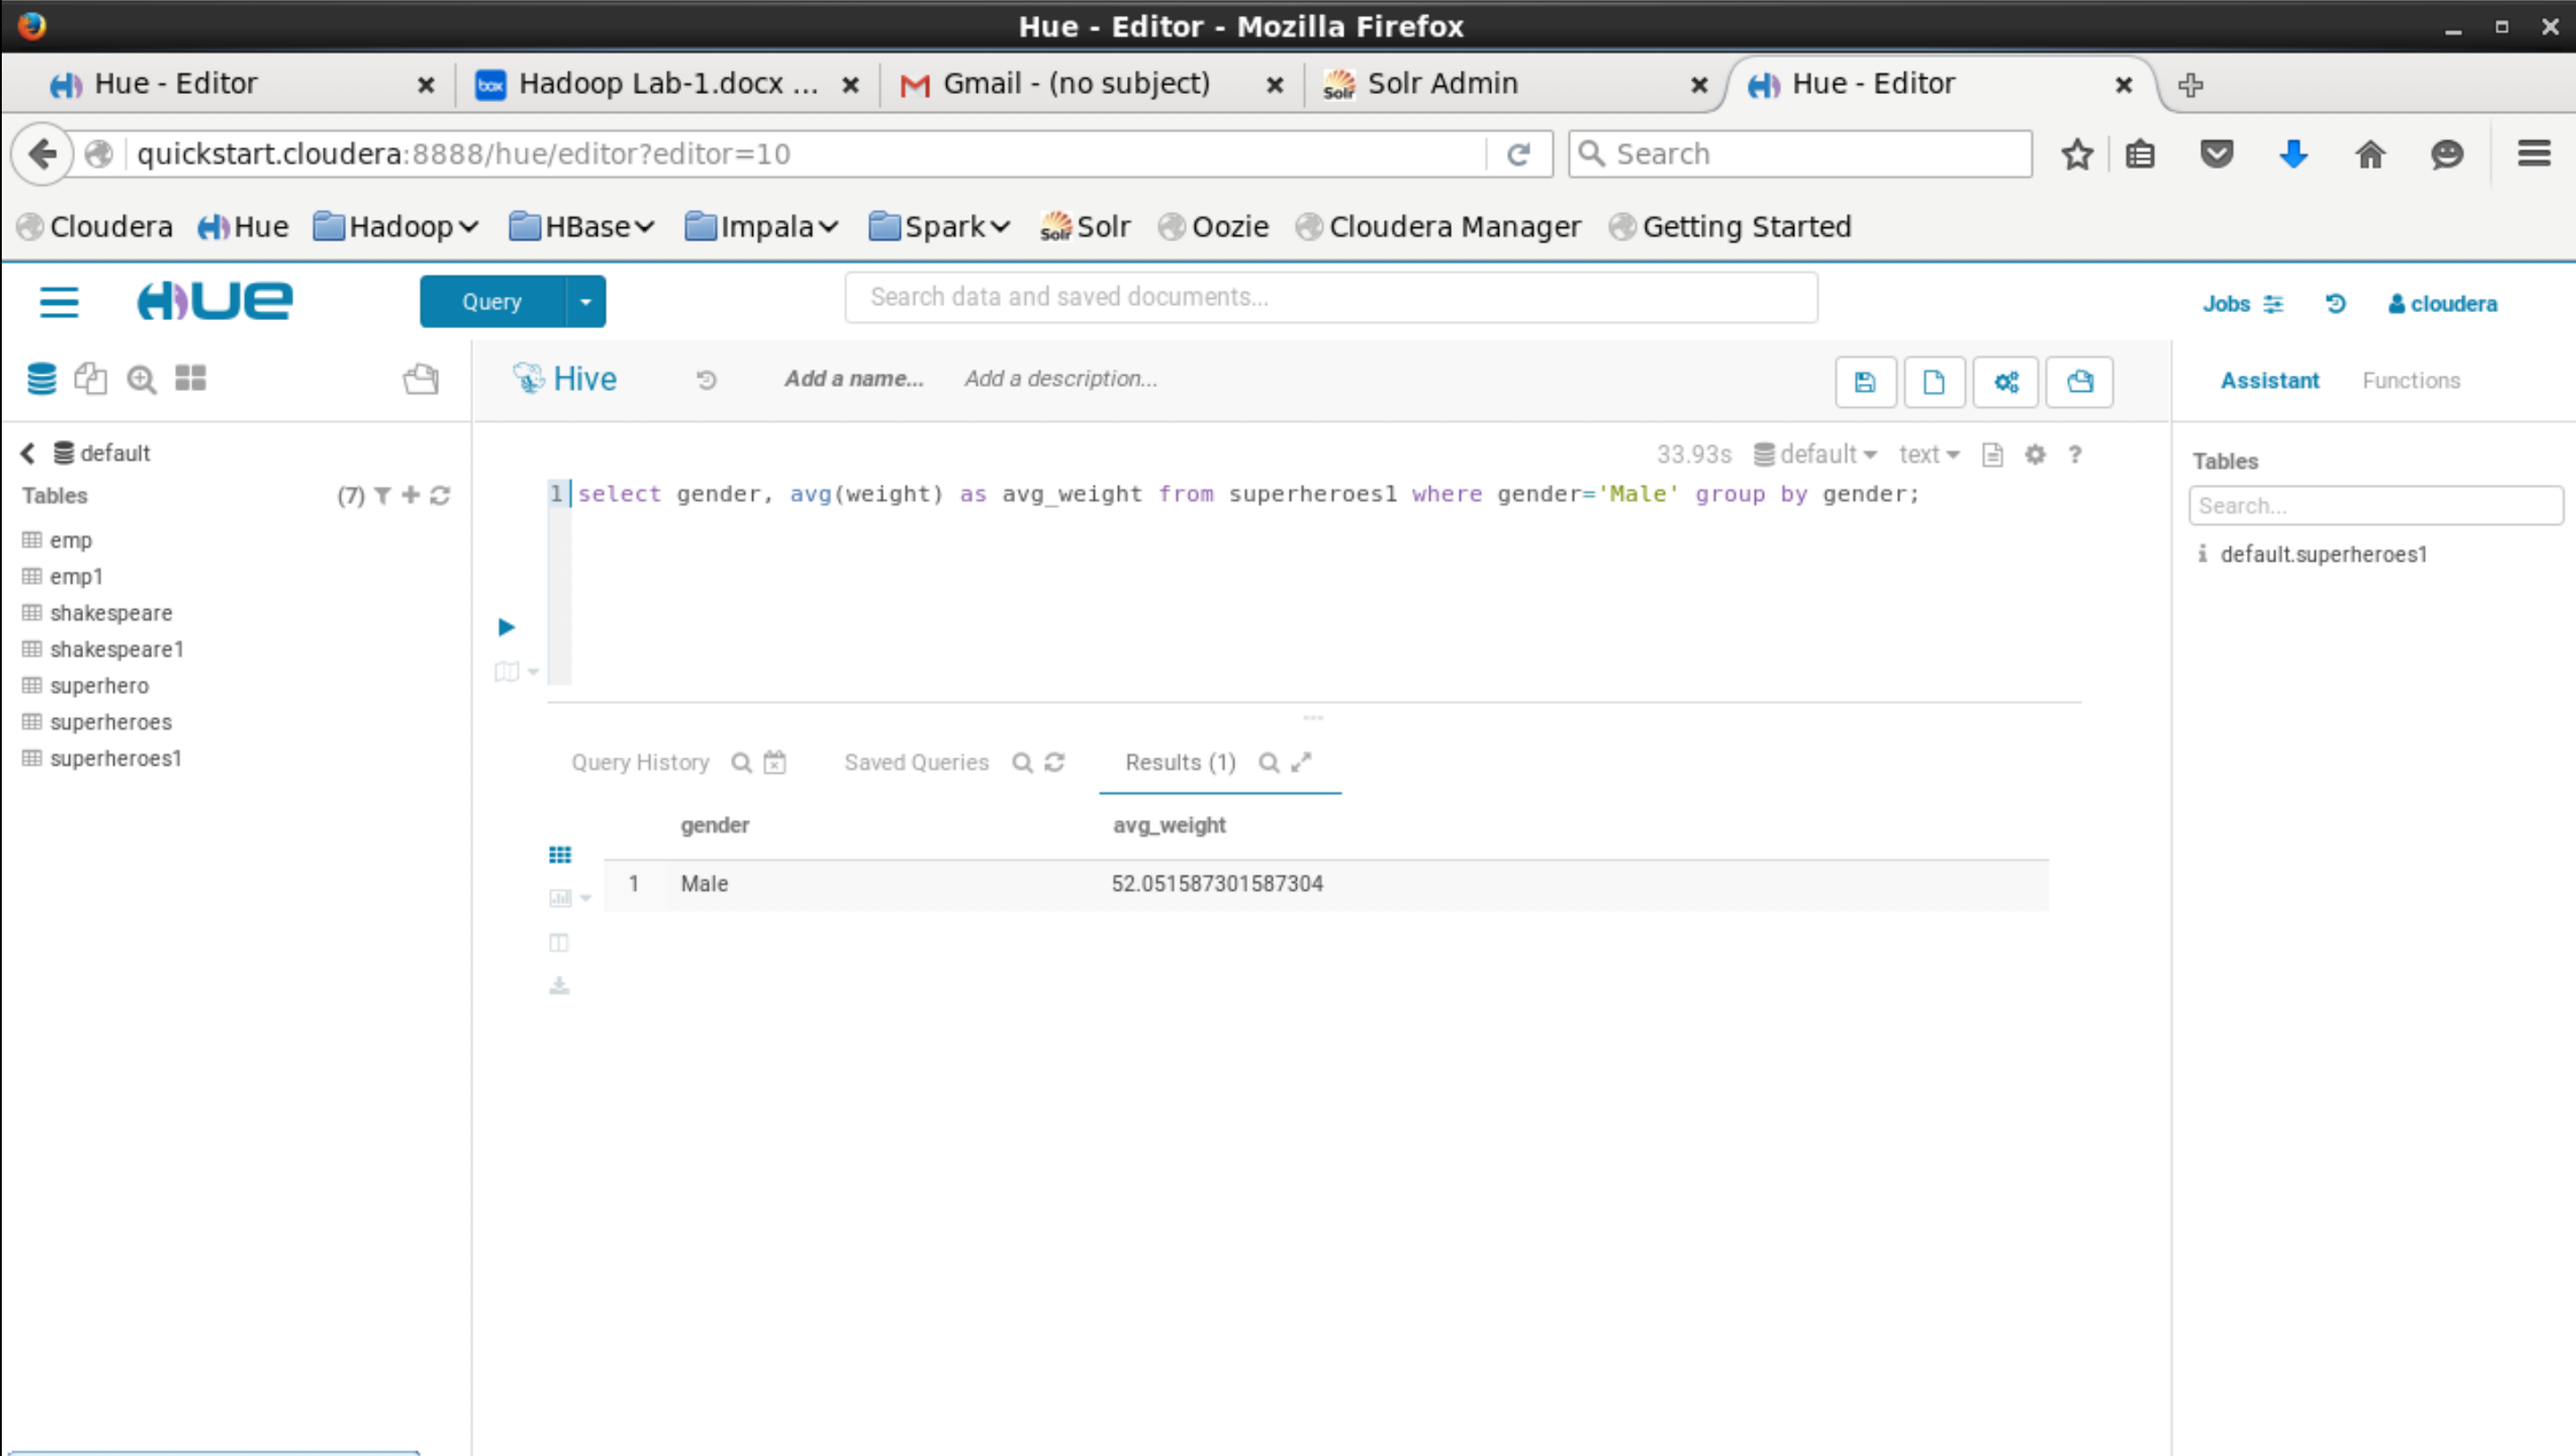 Hue - Editor - Mozilla Firefox
Hue - Editor
Hadoop Lab-1.docx ...
Gmail - (no subject)
Solr Admin
Hue - Editor
quickstart.cloudera:8888/hue/editor?editor=10
Search
Cloudera Hue Hadoop HBase Impala Spark Solr Oozie Cloudera Manager Getting Started
HUE
Query
Search data and saved documents...
Jobs
cloudera
Hive
Add a name...
Add a description...
Assistant
Functions
default
Tables
(7)
emp
emp1
shakespeare
shakespeare1
superhero
superheroes
superheroes1
33.93s default text ?
1 select gender, avg(weight) as avg_weight from superheroes1 where gender='Male' group by gender;
Query History
Saved Queries
Results (1)
gender avg_weight
1 Male 52.051587301587304
Tables
Search...
default.superheroes1